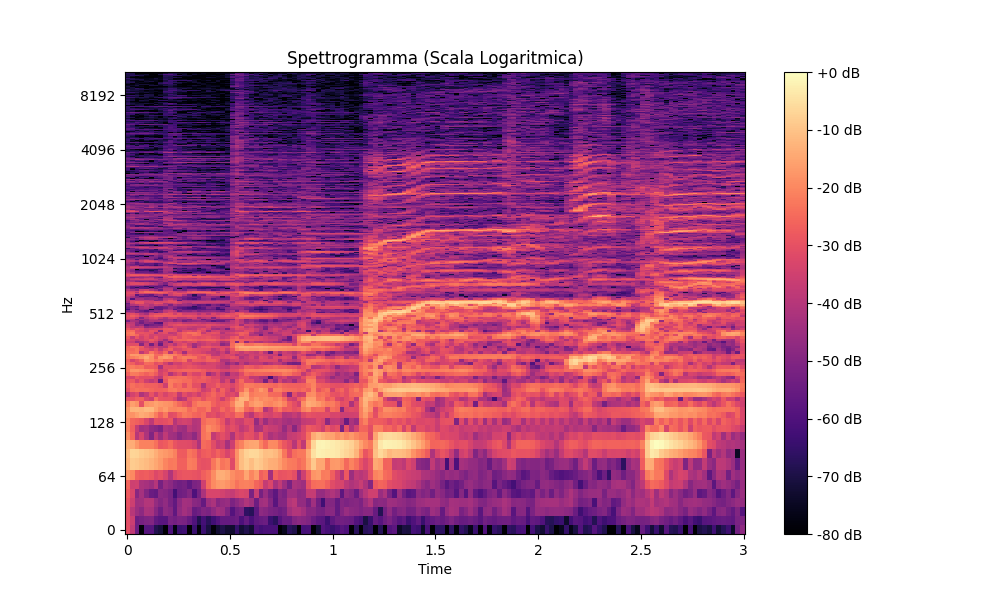 Spettrogramma (Scala Logaritmica)
Hz
8192
4096
2048
1024
512
256
128
64
0
0 0.5 1 1.5 2 2.5 3
Time
+0 dB
-10 dB
-20 dB
-30 dB
-40 dB
-50 dB
-60 dB
-70 dB
-80 dB